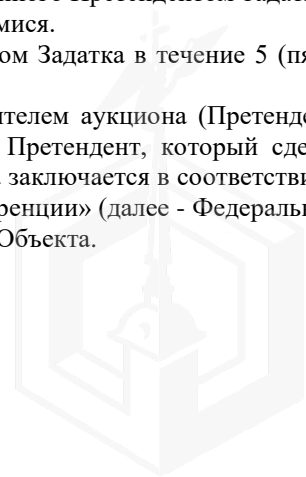 мися.
ом Задатка в течение 5 (пя
ителем аукциона (Претенде
Претендент, который сде
заключается в соответстви
ренции» (далее - Федеральн
Объекта.